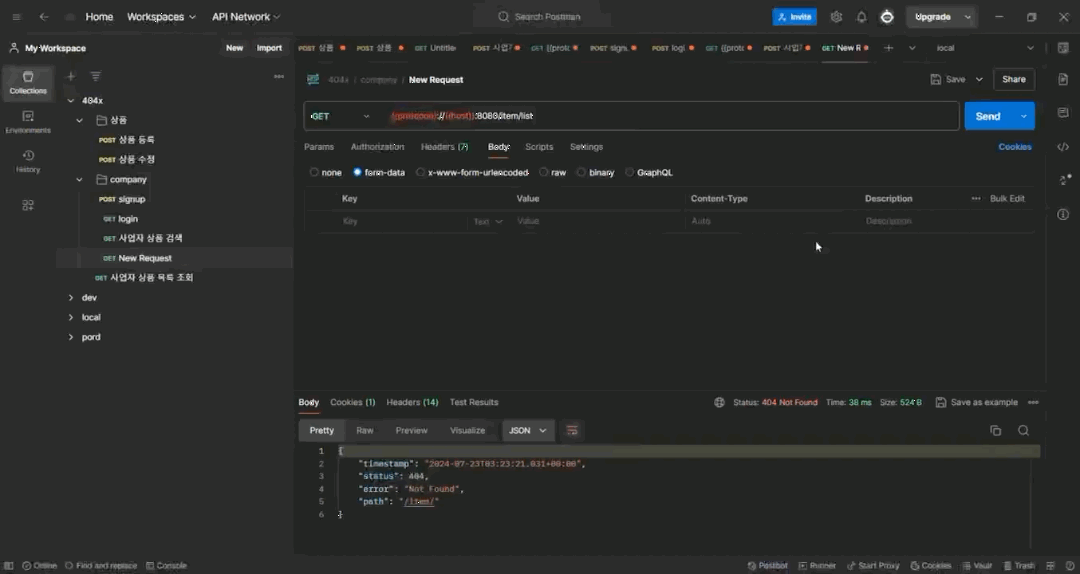 Home Workspaces API Network Search Postman Invite Upgrade
My Workspace New Import POST 상품 POST 상품 GET Untitle POST 사업? GET {{proto POST sign POST logi GET {{proto POST 사업? GET New R local
Collections
Environments
History
404x
상품
POST 상품 등록
POST 상품 수정
company
POST signup
GET login
GET 사업자 상품 검색
GET New Request
GET 사업자 상품 목록 조회
dev
local
pord
404x / company / New Request Save Share
GET {{protocol}}://{{host}}:8080/item/list Send
Params Authorization Headers (7) Body Scripts Settings Cookies
none form-data x-www-form-urlencoded raw binary GraphQL
Key Value Content-Type Description Bulk Edit
Key Text Value Auto Description
Body Cookies (1) Headers (14) Test Results Status: 404 Not Found Time: 38 ms Size: 524 B Save as example
Pretty Raw Preview Visualize JSON
1 {
2 "timestamp": "2024-07-23T03:23:21.031+00:00",
3 "status": 404,
4 "error": "Not Found",
5 "path": "/item/"
6 }
Online Find and replace Console Postbot Runner Start Proxy Cookies Vault Trash